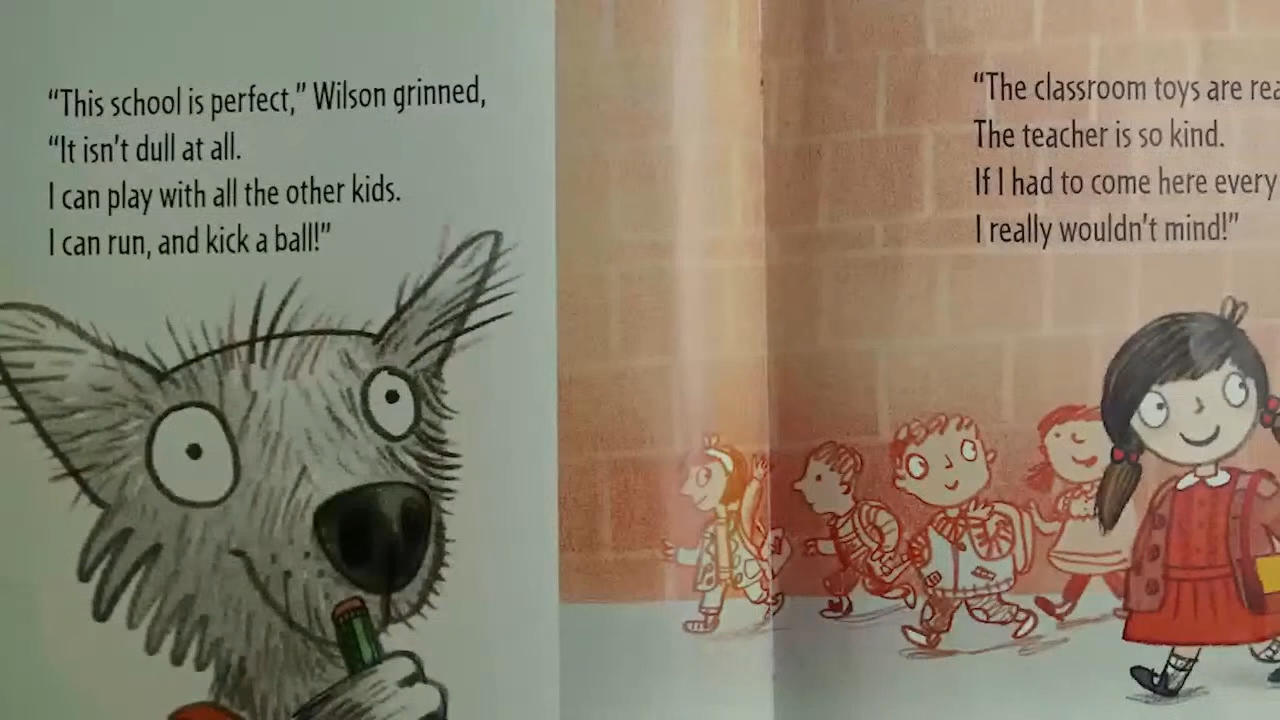 “This school is perfect,” Wilson grinned,
“It isn’t dull at all.
I can play with all the other kids.
I can run, and kick a ball!”
“The classroom toys are
The teacher is so kind.
If I had to come here every
I really wouldn’t mind!”